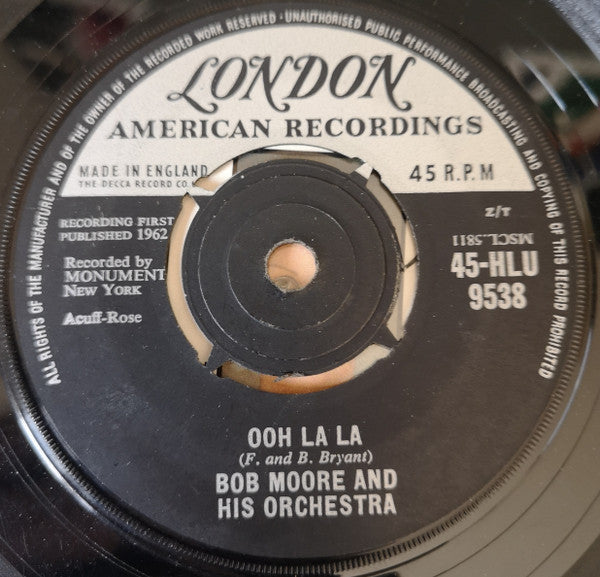 ALL RIGHTS OF THE MANUFACTURER AND OF THE OWNER OF THE RECORDED WORK RESERVED · UNAUTHORISED PUBLIC PERFORMANCE BROADCASTING AND COPYING OF THIS RECORD PROHIBITED
LONDON
AMERICAN RECORDINGS
MADE IN ENGLAND
THE DECCA RECORD CO.
45 R.P.M
RECORDING FIRST
PUBLISHED 1962
Recorded by
MONUMENT
NEW YORK
Acuff-Rose
Z/T
MSCL.5811
45-HLU
9538
OOH LA LA
(F. and B. Bryant)
BOB MOORE AND
HIS ORCHESTRA